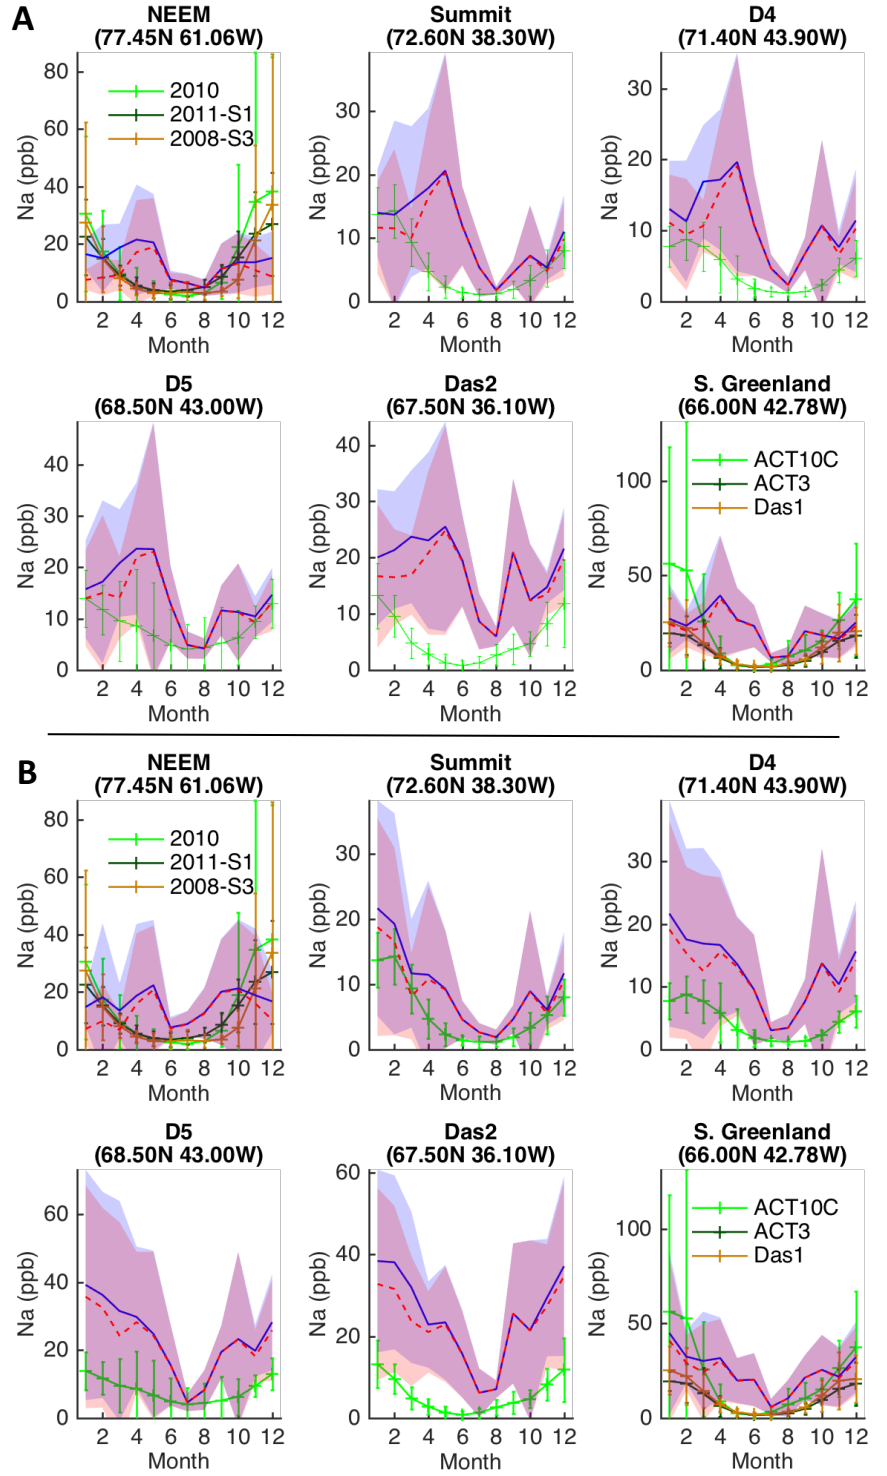 A
NEEM
(77.45N 61.06W)
Summit
(72.60N 38.30W)
D4
(71.40N 43.90W)
80
60
40
20
0
Na (ppb)
2010
2011-S1
2008-S3
2 4 6 8 10 12
Month
30
20
10
0
Na (ppb)
2 4 6 8 10 12
Month
30
20
10
0
Na (ppb)
2 4 6 8 10 12
Month
D5
(68.50N 43.00W)
Das2
(67.50N 36.10W)
S. Greenland
(66.00N 42.78W)
40
30
20
10
0
Na (ppb)
2 4 6 8 10 12
Month
40
30
20
10
0
Na (ppb)
2 4 6 8 10 12
Month
100
50
0
Na (ppb)
ACT10C
ACT3
Das1
2 4 6 8 10 12
Month
B
NEEM
(77.45N 61.06W)
Summit
(72.60N 38.30W)
D4
(71.40N 43.90W)
80
60
40
20
0
Na (ppb)
2010
2011-S1
2008-S3
2 4 6 8 10 12
Month
30
20
10
0
Na (ppb)
2 4 6 8 10 12
Month
30
20
10
0
Na (ppb)
2 4 6 8 10 12
Month
D5
(68.50N 43.00W)
Das2
(67.50N 36.10W)
S. Greenland
(66.00N 42.78W)
60
40
20
0
Na (ppb)
2 4 6 8 10 12
Month
60
40
20
0
Na (ppb)
2 4 6 8 10 12
Month
100
50
0
Na (ppb)
ACT10C
ACT3
Das1
2 4 6 8 10 12
Month